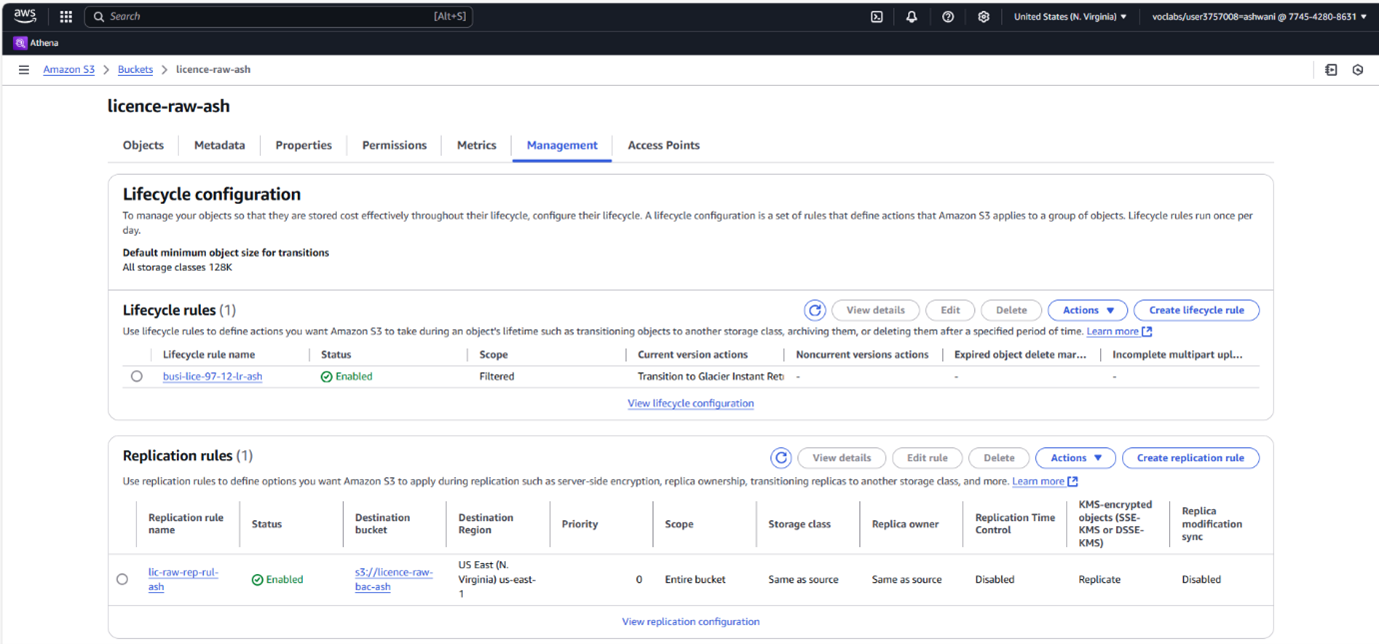 aws
Search [Alt+S] United States (N. Virginia) ▼ voclabs/user3757008=ashwani @ 7745-4280-8631 ▼
Athena
Amazon S3 > Buckets > licence-raw-ash
licence-raw-ash
Objects Metadata Properties Permissions Metrics Management Access Points
Lifecycle configuration
To manage your objects so that they are stored cost effectively throughout their lifecycle, configure their lifecycle. A lifecycle configuration is a set of rules that define actions that Amazon S3 applies to a group of objects. Lifecycle rules run once per
day.
Default minimum object size for transitions
All storage classes 128K
Lifecycle rules (1) View details Edit Delete Actions ▼ Create lifecycle rule
Use lifecycle rules to define actions you want Amazon S3 to take during an object's lifetime such as transitioning objects to another storage class, archiving them, or deleting them after a specified period of time. Learn more
Lifecycle rule name Status Scope Current version actions Noncurrent versions actions Expired object delete mar... Incomplete multipart upl...
busi-lice-97-12-lr-ash Enabled Filtered Transition to Glacier Instant Retr - - -
View lifecycle configuration
Replication rules (1) View details Edit rule Delete Actions ▼ Create replication rule
Use replication rules to define options you want Amazon S3 to apply during replication such as server-side encryption, replica ownership, transitioning replicas to another storage class, and more. Learn more
Replication rule
name
Status
Destination
bucket
Destination
Region
Priority
Scope
Storage class
Replica owner
Replication Time
Control
KMS-encrypted
objects (SSE-
KMS or DSSE-
KMS)
Replica
modification
sync
lic-raw-rep-rul-
ash
Enabled
s3://licence-raw-
bac-ash
US East (N.
Virginia) us-east-
1
0
Entire bucket
Same as source
Same as source
Disabled
Replicate
Disabled
View replication configuration